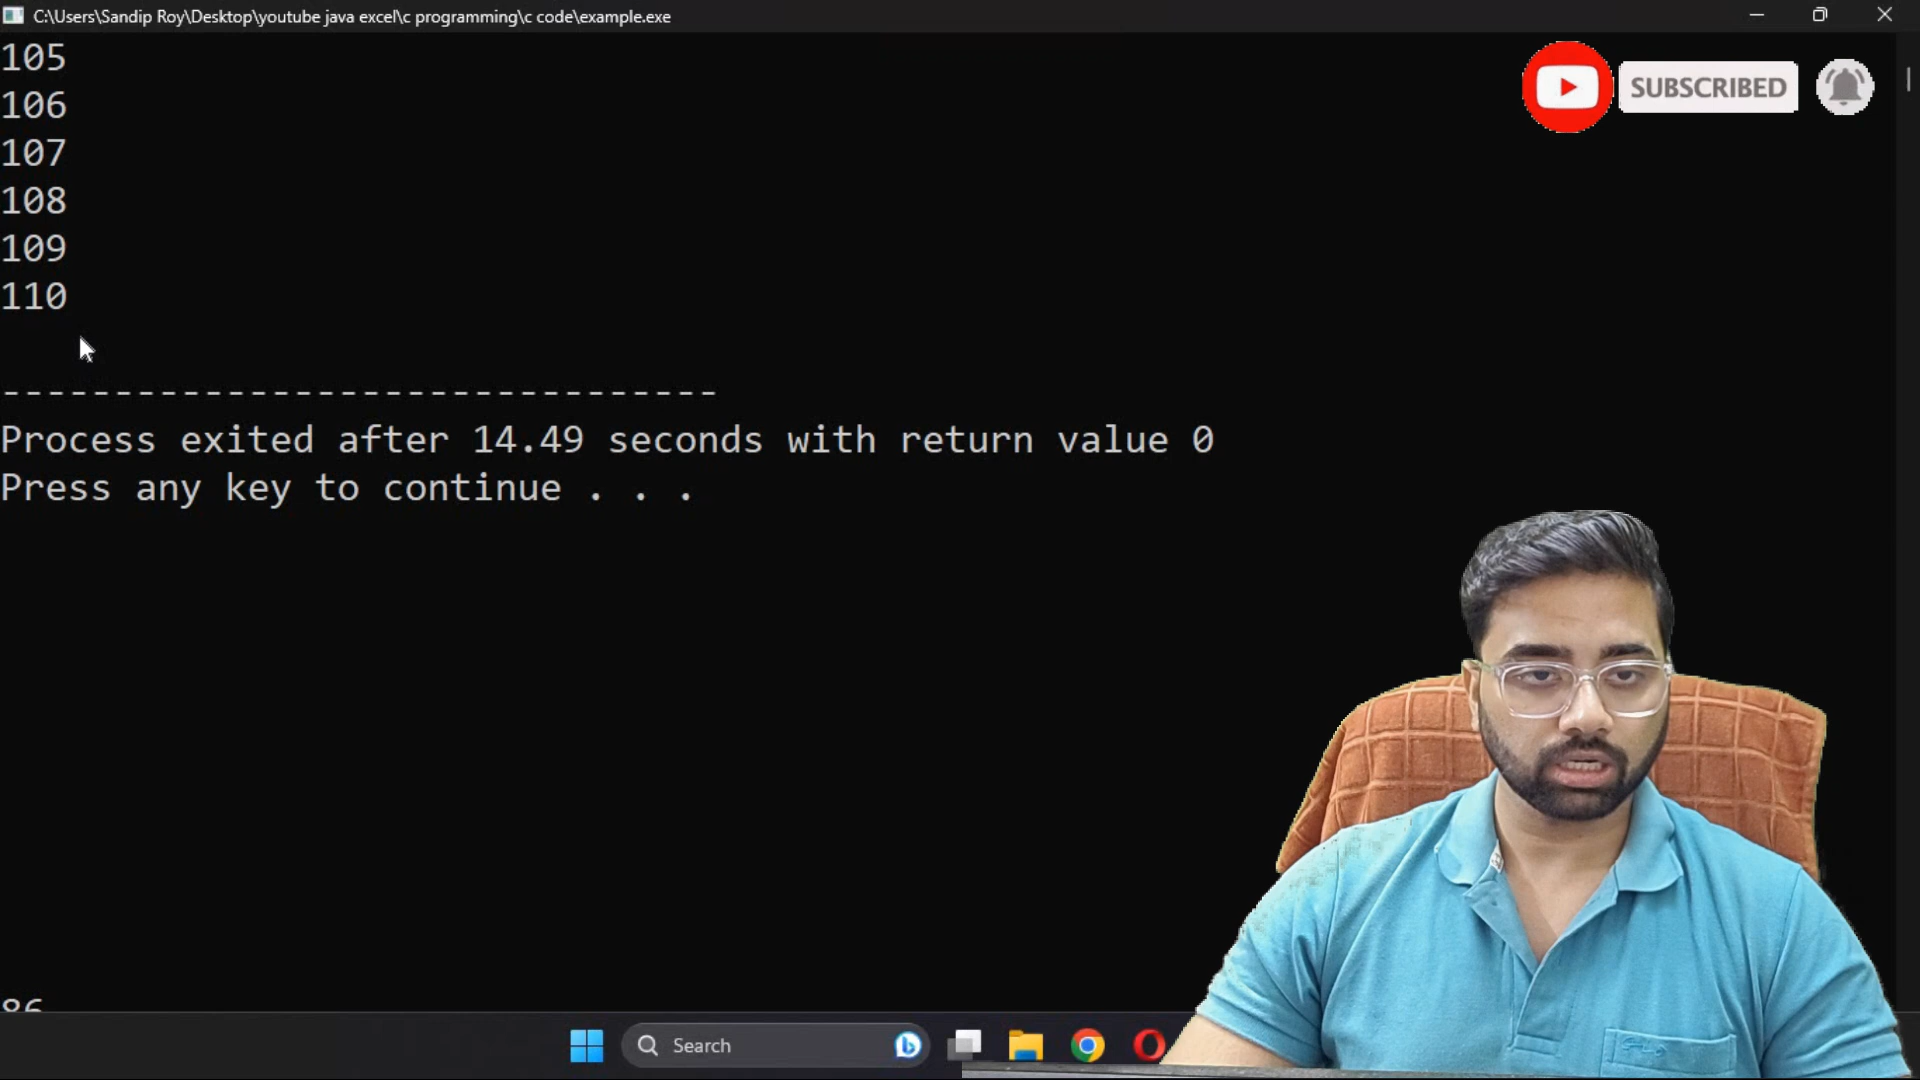 C:\Users\Sandip Roy\Desktop\youtube java excel\c programming\c code\example.exe
SUBSCRIBED
105
106
107
108
109
110
--------------------------------
Process exited after 14.49 seconds with return value 0
Press any key to continue . . .
86
Search